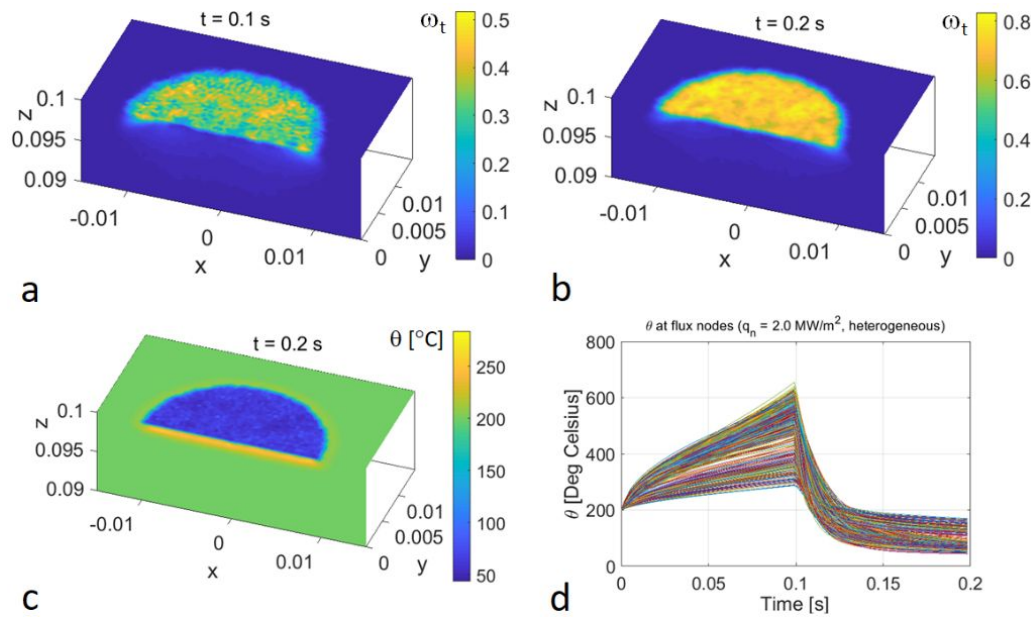 t = 0.1 s
ω_t
0.5
0.4
0.3
0.2
0.1
0
z
0.1
0.095
0.09
-0.01
0
0.01
x
0.01
0.005
0
y
a
t = 0.2 s
ω_t
0.8
0.6
0.4
0.2
0
z
0.1
0.095
0.09
-0.01
0
0.01
x
0.01
0.005
0
y
b
t = 0.2 s
θ [°C]
250
200
150
100
50
z
0.1
0.095
0.09
-0.01
0
0.01
x
0.01
0.005
0
y
c
θ at flux nodes (q_n = 2.0 MW/m², heterogeneous)
θ [Deg Celsius]
800
600
400
200
0
0 0.05 0.1 0.15 0.2
Time [s]
d